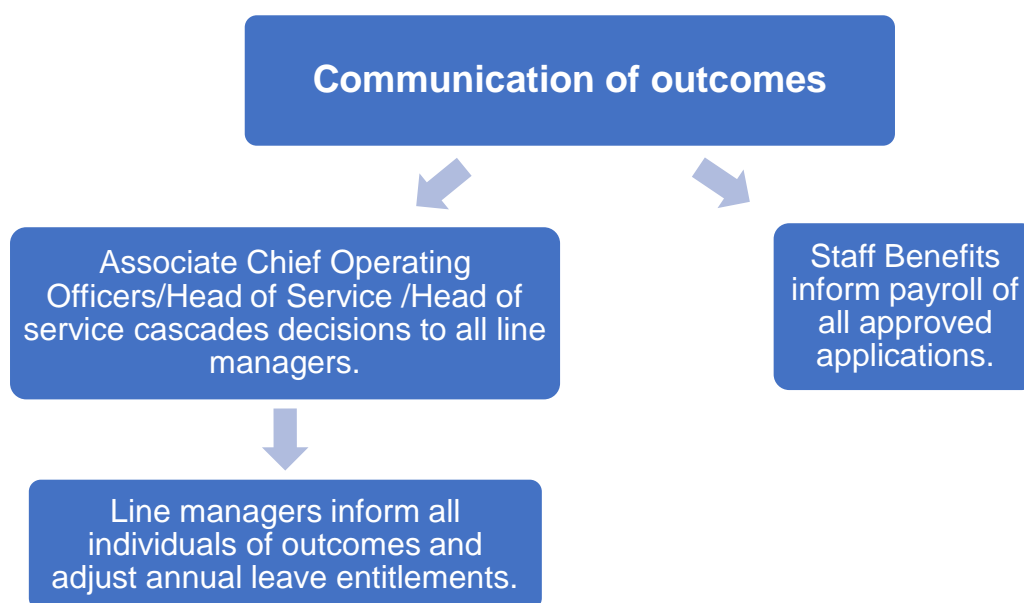 Communication of outcomes
Associate Chief Operating
Officers/Head of Service /Head of
service cascades decisions to all line
managers.
Staff Benefits
inform payroll of
all approved
applications.
Line managers inform all
individuals of outcomes and
adjust annual leave entitlements.